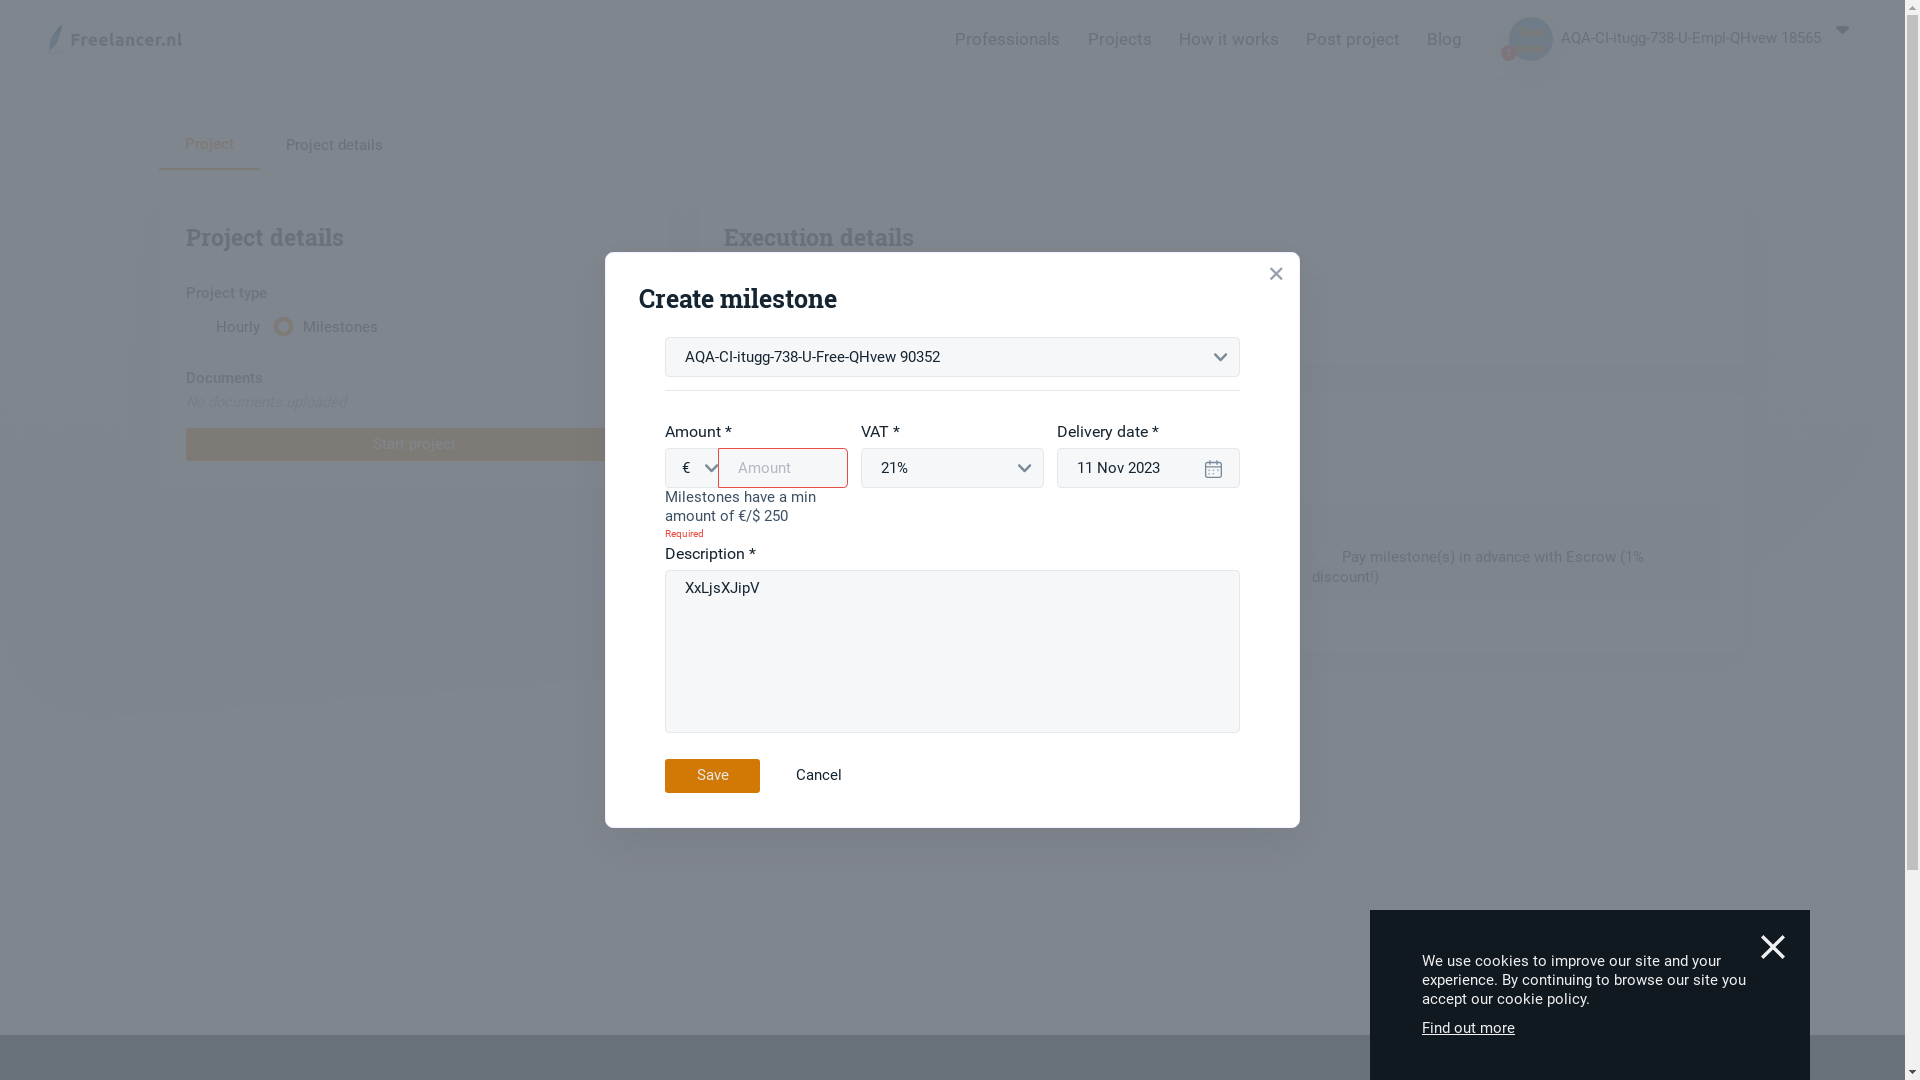 Freelancer.nl
Professionals
Projects
How it works
Post project
Blog
AQA-CI-itugg-738-U-Empl-QHvew 18565
Project
Project details
Project details
Execution details
Project type
Hourly
Milestones
Documents
No documents uploaded
Start project
Pay milestone(s) in advance with Escrow (1%
discount!)
Create milestone
AQA-CI-itugg-738-U-Free-QHvew 90352
Amount *
VAT *
Delivery date *
€
Amount
21%
11 Nov 2023
Milestones have a min
amount of €/$ 250
Required
Description *
XxLjsXJipV
Save
Cancel
We use cookies to improve our site and your
experience. By continuing to browse our site you
accept our cookie policy.
Find out more